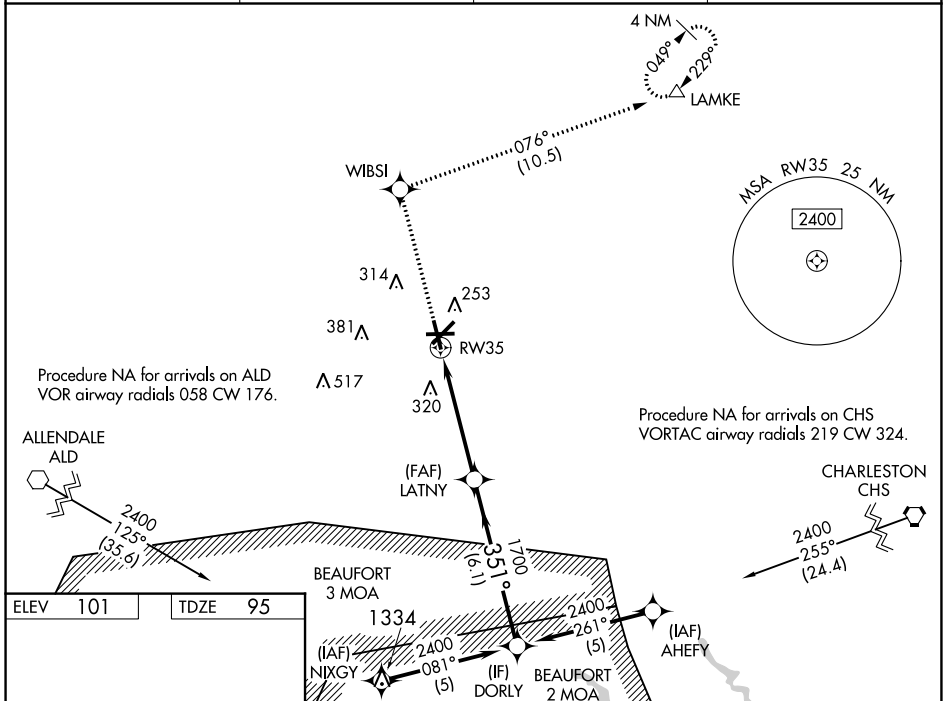 4 NM
049°
229°
LAMKE
076°
(10.5)
WIBSI
MSA RW35 25 NM
2400
314
253
381
RW35
517
320
Procedure NA for arrivals on ALD
VOR airway radials 058 CW 176.
Procedure NA for arrivals on CHS
VORTAC airway radials 219 CW 324.
ALLENDALE
ALD
(FAF)
LATNY
CHARLESTON
CHS
2400
125°
(35.6)
2400
255°
(24.4)
1700
351°
(6.1)
BEAUFORT
3 MOA
ELEV 101
TDZE 95
1334
2400
261°
(5)
(IAF)
AHEFY
(IAF)
NIXGY
2400
081°
(5)
(IF)
DORLY
BEAUFORT
2 MOA